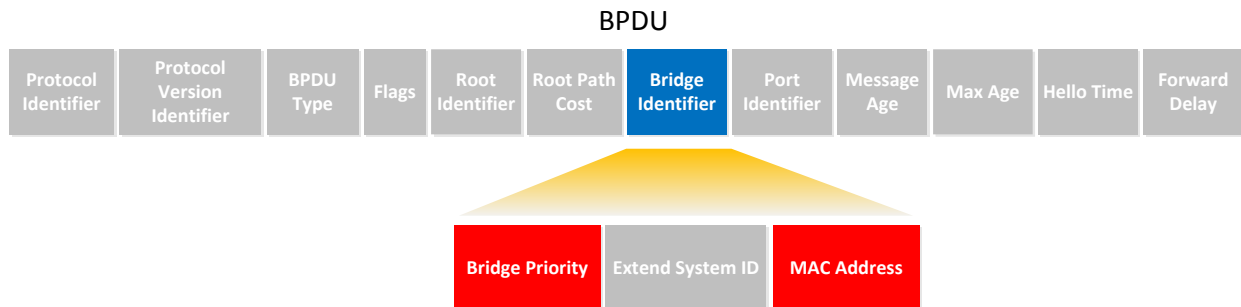 BPDU
Protocol
Identifier
Protocol
Version
Identifier
BPDU
Type
Flags
Root
Identifier
Root Path
Cost
Bridge
Identifier
Port
Identifier
Message
Age
Max Age
Hello Time
Forward
Delay
Bridge Priority
Extend System ID
MAC Address